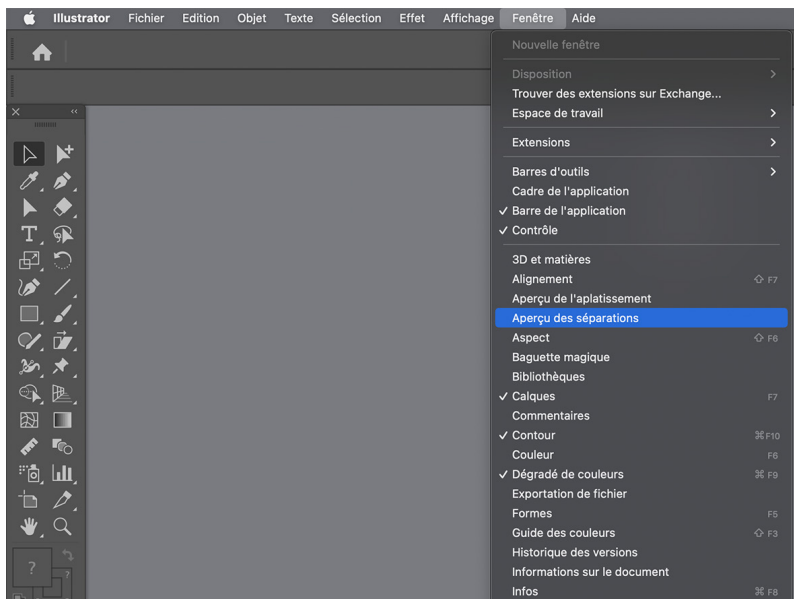 Illustrator Fichier Edition Objet Texte Sélection Effet Affichage Fenêtre Aide
Nouvelle fenêtre
Disposition
Trouver des extensions sur Exchange...
Espace de travail
Extensions
Barres d'outils
Cadre de l'application
✓ Barre de l'application
✓ Contrôle
3D et matières
Alignement ⇧ F7
Aperçu de l'aplatissement
Aperçu des séparations
Aspect ⇧ F6
Baguette magique
Bibliothèques
✓ Calques F7
Commentaires
✓ Contour ⌘F10
Couleur F6
✓ Dégradé de couleurs ⌘ F9
Exportation de fichier
Formes F5
Guide des couleurs ⇧ F3
Historique des versions
Informations sur le document
Infos ⌘ F8
? ?